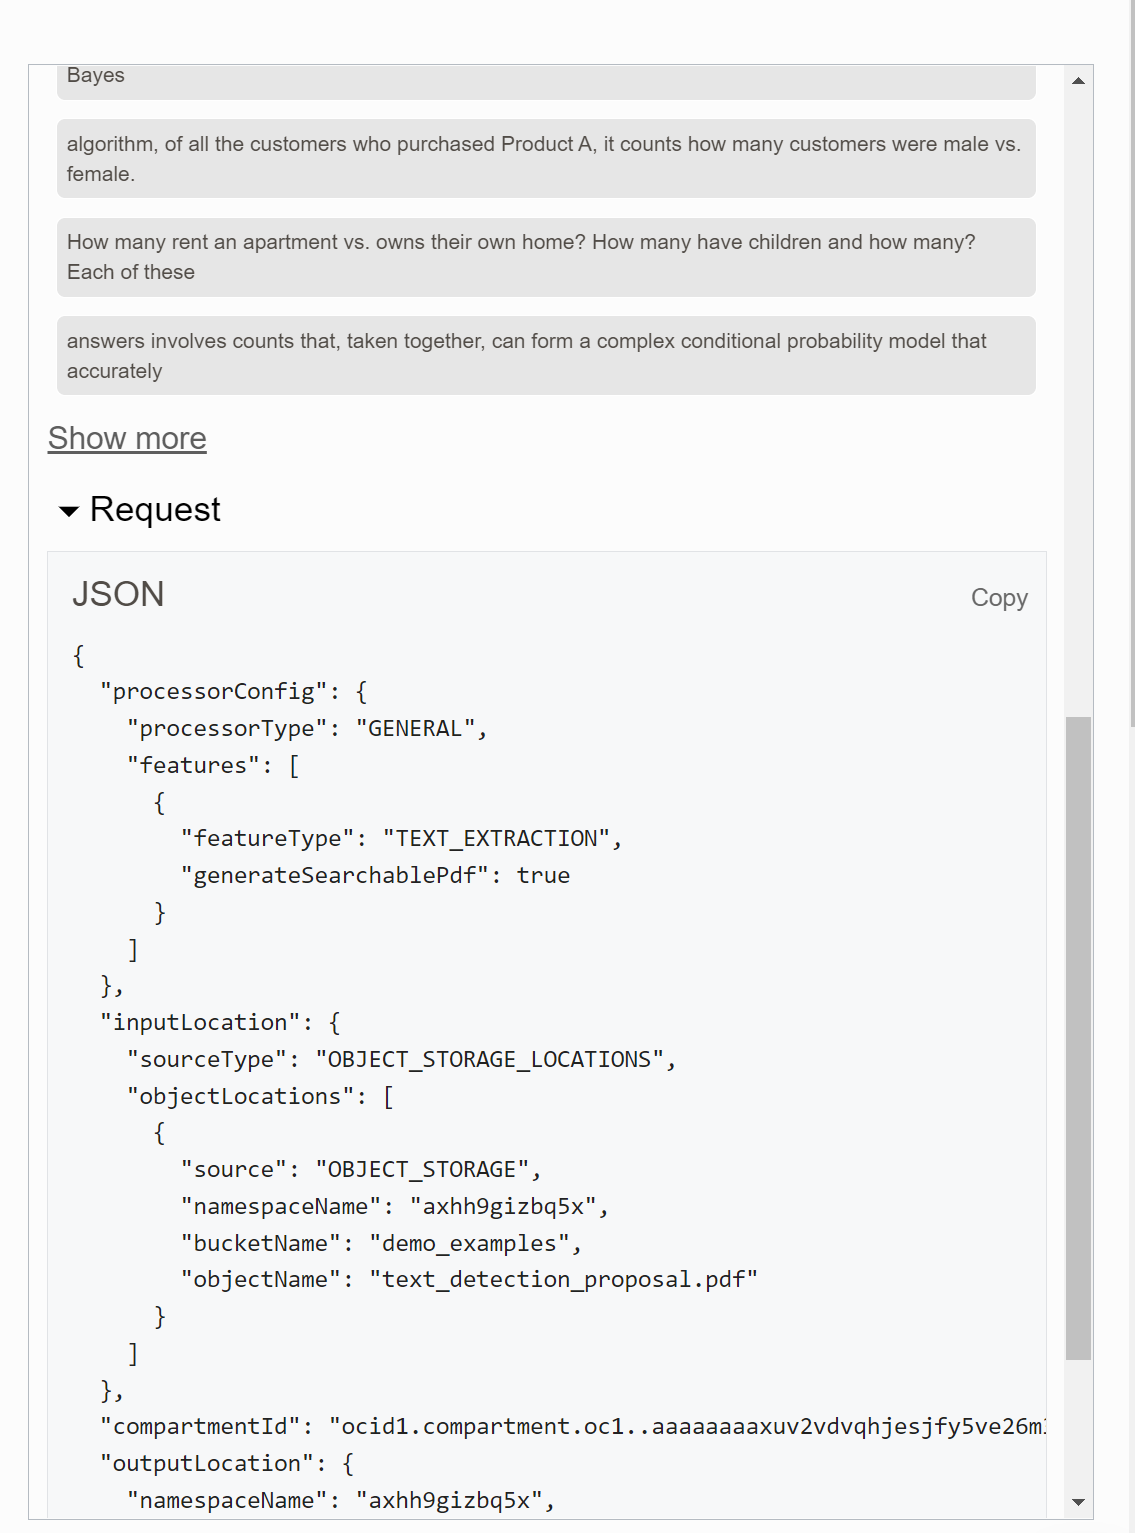 Bayes
algorithm, of all the customers who purchased Product A, it counts how many customers were male vs.
female.
How many rent an apartment vs. owns their own home? How many have children and how many?
Each of these
answers involves counts that, taken together, can form a complex conditional probability model that
accurately
Show more
Request
JSON
Copy
{
"processorConfig": {
"processorType": "GENERAL",
"features": [
{
"featureType": "TEXT_EXTRACTION",
"generateSearchablePdf": true
}
]
},
"inputLocation": {
"sourceType": "OBJECT_STORAGE_LOCATIONS",
"objectLocations": [
{
"source": "OBJECT_STORAGE",
"namespaceName": "axhh9gizbq5x",
"bucketName": "demo_examples",
"objectName": "text_detection_proposal.pdf"
}
]
},
"compartmentId": "ocid1.compartment.oc1..aaaaaaaaxuv2vdvqhjesjfy5ve26m
"outputLocation": {
"namespaceName": "axhh9gizbq5x",